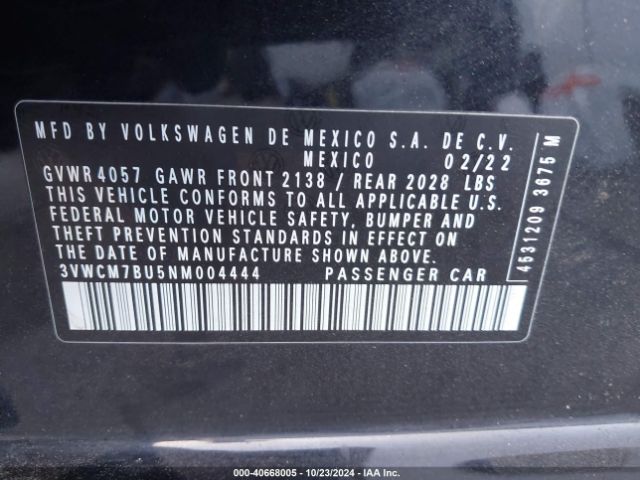 MFD BY VOLKSWAGEN DE MEXICO S.A. DE C.V.
MEXICO 02/22
GVWR 4057 GAWR FRONT 2138 / REAR 2028 LBS
THIS VEHICLE CONFORMS TO ALL APPLICABLE U.S.
FEDERAL MOTOR VEHICLE SAFETY, BUMPER AND
THEFT PREVENTION STANDARDS IN EFFECT ON
THE DATE OF MANUFACTURE SHOWN ABOVE.
3VWCM7BU5NM004444 PASSENGER CAR
4531209 3675 M
000-40668005 - 10/23/2024 - IAA Inc.